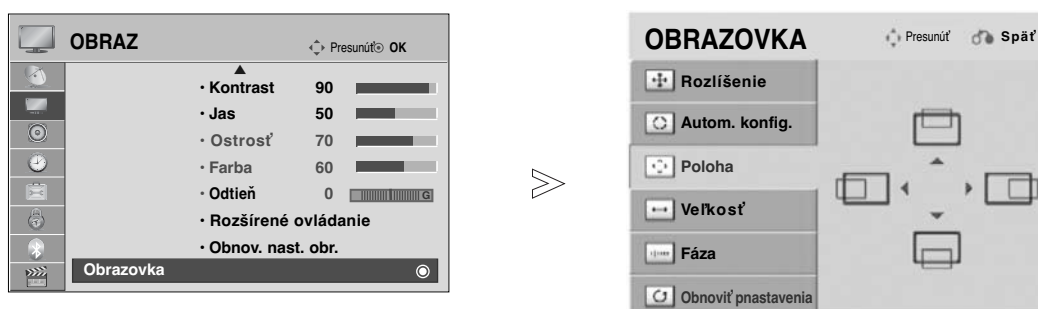 OBRAZ
Presunúť OK
• Kontrast 90
• Jas 50
• Ostrosť 70
• Farba 60
• Odtieň 0 G
• Rozšírené ovládanie
• Obnov. nast. obr.
Obrazovka
OBRAZOVKA
Presunúť Späť
Rozlíšenie
Autom. konfig.
Poloha
Veľkosť
Fáza
Obnoviť pnastavenia